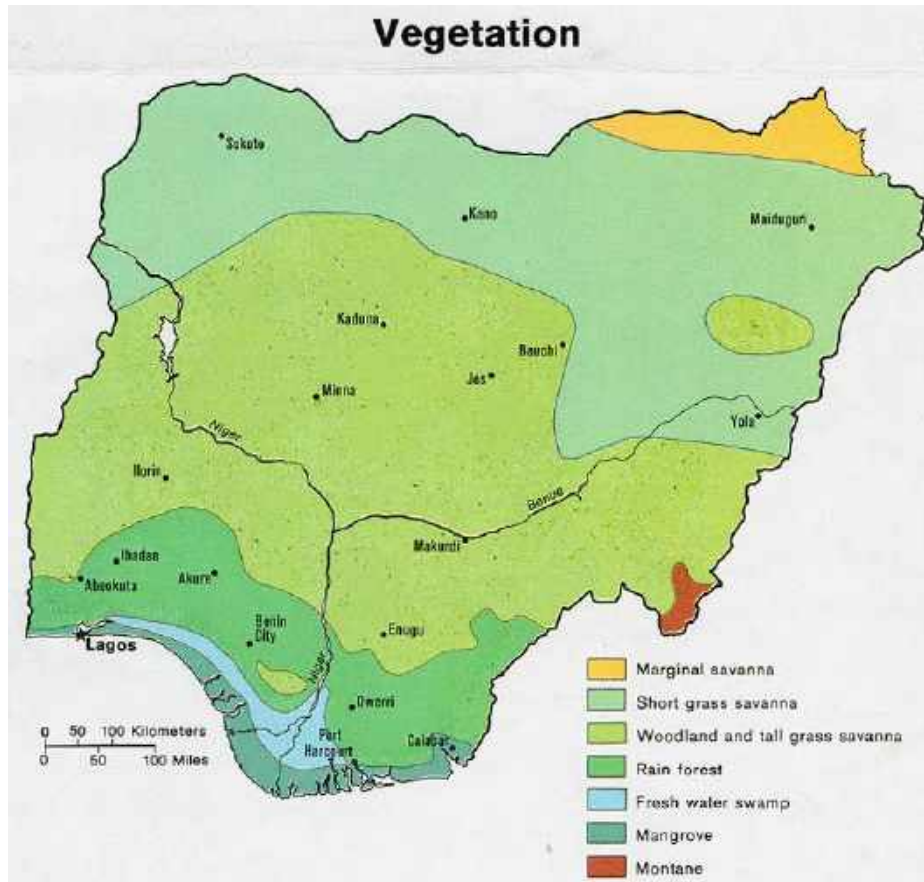 Vegetation
Sokoto
Kano
Maiduguri
Kaduna
Bauchi
Jos
Minna
Yola
Niger
Ilorin
Benue
Makurdi
Ibadan
Abeokuta
Akure
Benin
City
Enugu
Lagos
Niger
Owerri
Port
Harcourt
Calabar
0 50 100 Kilometers
0 50 100 Miles
Marginal savanna
Short grass savanna
Woodland and tall grass savanna
Rain forest
Fresh water swamp
Mangrove
Montane